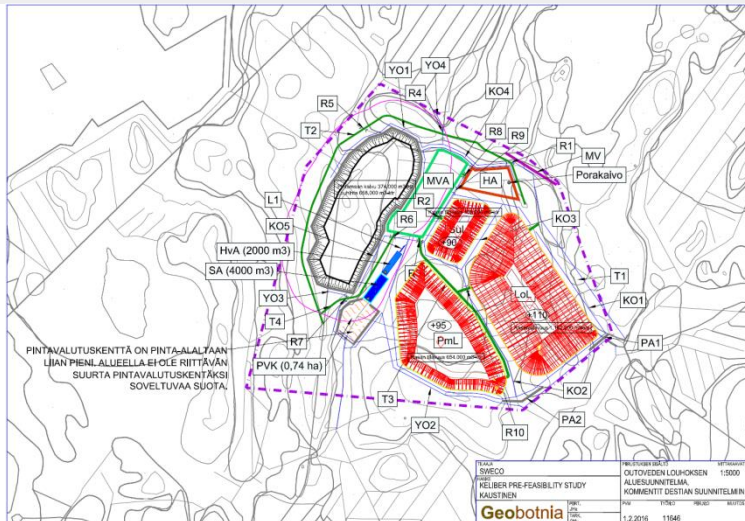 YO4
YO1
R4
KO4
R5
R8
R9
T2
R1
MV
Porakalvo
MVA
HA
L1
R2
KO3
KO5
R6
HvA (2000 m3)
+90
T1
SA (4000 m3)
LoL
KO1
YO3
+110
T4
+95
PA1
R7
PmL
PINTAVALUTUSKENTTÄ ON PINTA-ALALTAAN
LIIAN PIENI. ALUEELLA EI OLE RIITTÄVÄN
SUURTA PINTAVALUTUSKENTÄKSI
SOVELTUVAA SUOTA.
PVK (0,74 ha)
KO2
T3
PA2
YO2
R10
SWECO
KELIBER PRE-FEASIBILITY STUDY
KAUSTINEN
OUTOVEDEN LOUHOKSEN 1:5000
ALUESUUNNITELMA,
KOMMENTIT DESTIAN SUUNNITELMIIN
Geobotnia
1.2.2016 11646